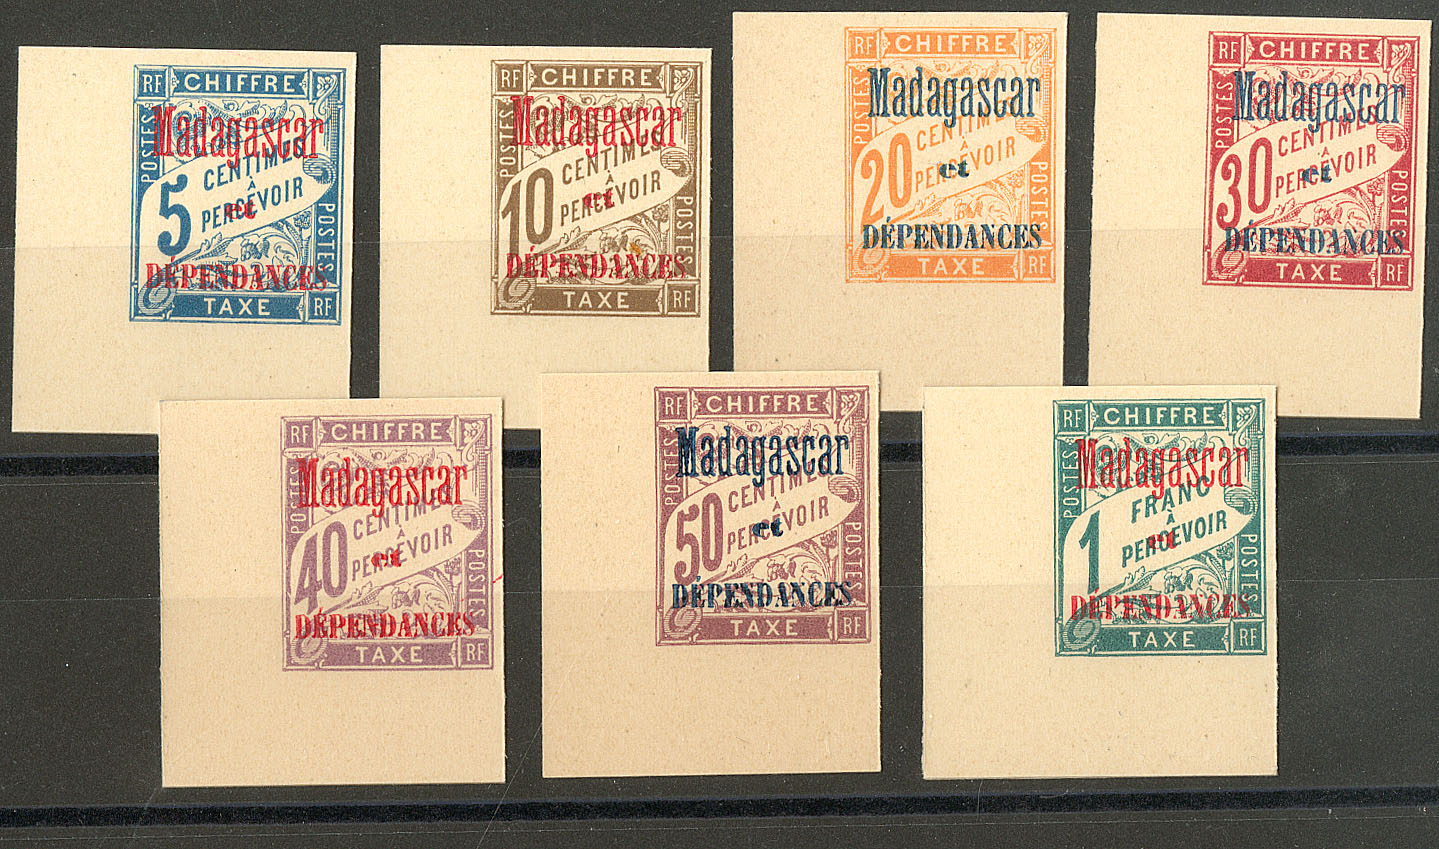 RF CHIFFRE
POSTES
Madagascar
5 CENTIMES
À
PERCEVOIR
et
POSTES
DÉPENDANCES
TAXE RF
RF CHIFFRE
POSTES
Madagascar
10 CENTIMES
À
PERCEVOIR
et
POSTES
DÉPENDANCES
TAXE RF
RF CHIFFRE
POSTES
Madagascar
20 CENTIMES
À
PERCEVOIR
et
POSTES
DÉPENDANCES
TAXE RF
RF CHIFFRE
POSTES
Madagascar
30 CENTIMES
À
PERCEVOIR
et
POSTES
DÉPENDANCES
TAXE RF
RF CHIFFRE
POSTES
Madagascar
40 CENTIMES
À
PERCEVOIR
et
POSTES
DÉPENDANCES
TAXE RF
RF CHIFFRE
POSTES
Madagascar
50 CENTIMES
À
PERCEVOIR
et
POSTES
DÉPENDANCES
TAXE RF
RF CHIFFRE
POSTES
Madagascar
1 FRANC
À
PERCEVOIR
et
POSTES
DÉPENDANCES
TAXE RF